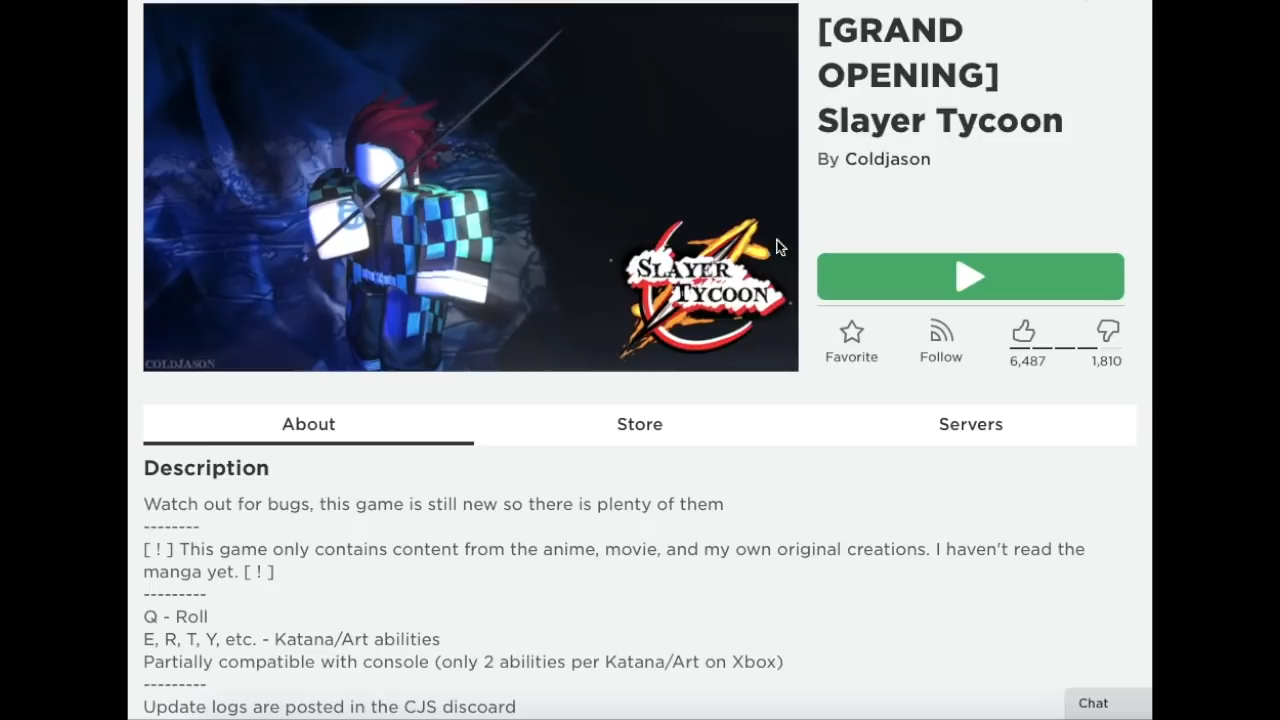 [GRAND
OPENING]
Slayer Tycoon
By Coldjason
SLAYER
TYCOON
COLDJASON
Favorite
Follow
6,487
1,810
About
Store
Servers
Description
Watch out for bugs, this game is still new so there is plenty of them
--------
[ ! ] This game only contains content from the anime, movie, and my own original creations. I haven't read the
manga yet. [ ! ]
---------
Q - Roll
E, R, T, Y, etc. - Katana/Art abilities
Partially compatible with console (only 2 abilities per Katana/Art on Xbox)
---------
Update logs are posted in the CJS discoard
Chat